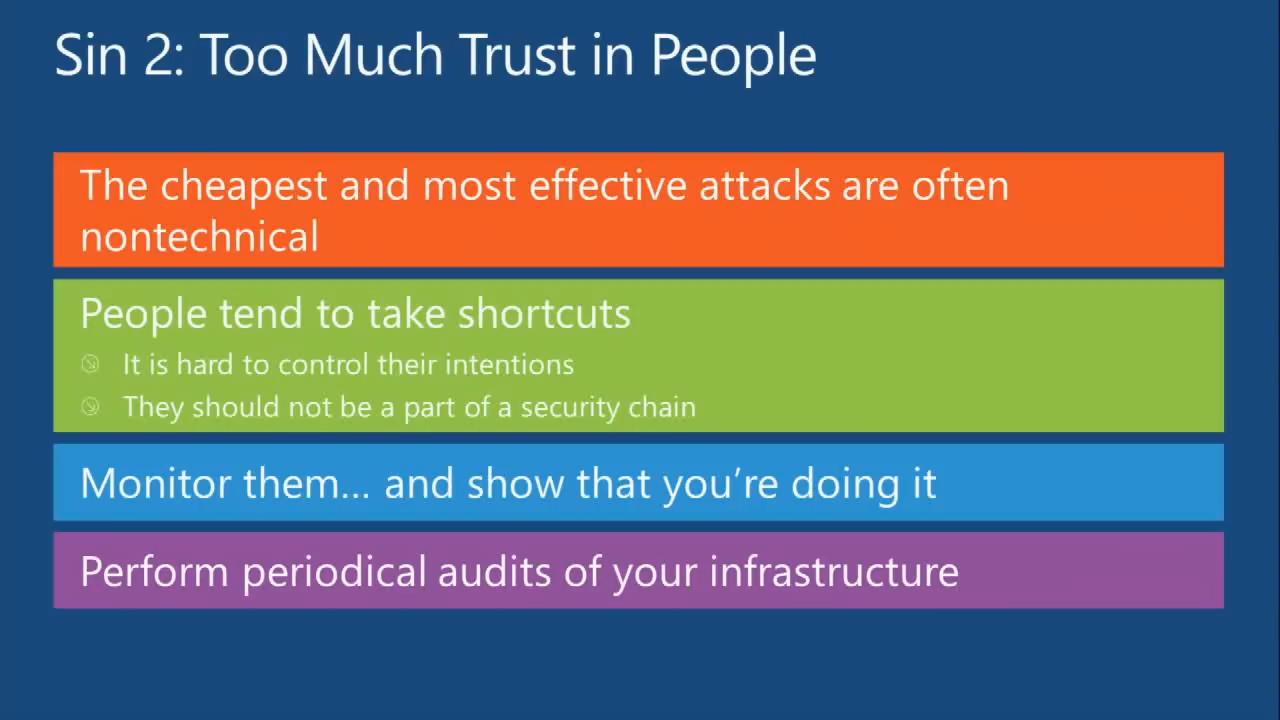 Sin 2: Too Much Trust in People
The cheapest and most effective attacks are often
nontechnical
People tend to take shortcuts
It is hard to control their intentions
They should not be a part of a security chain
Monitor them... and show that you’re doing it
Perform periodical audits of your infrastructure